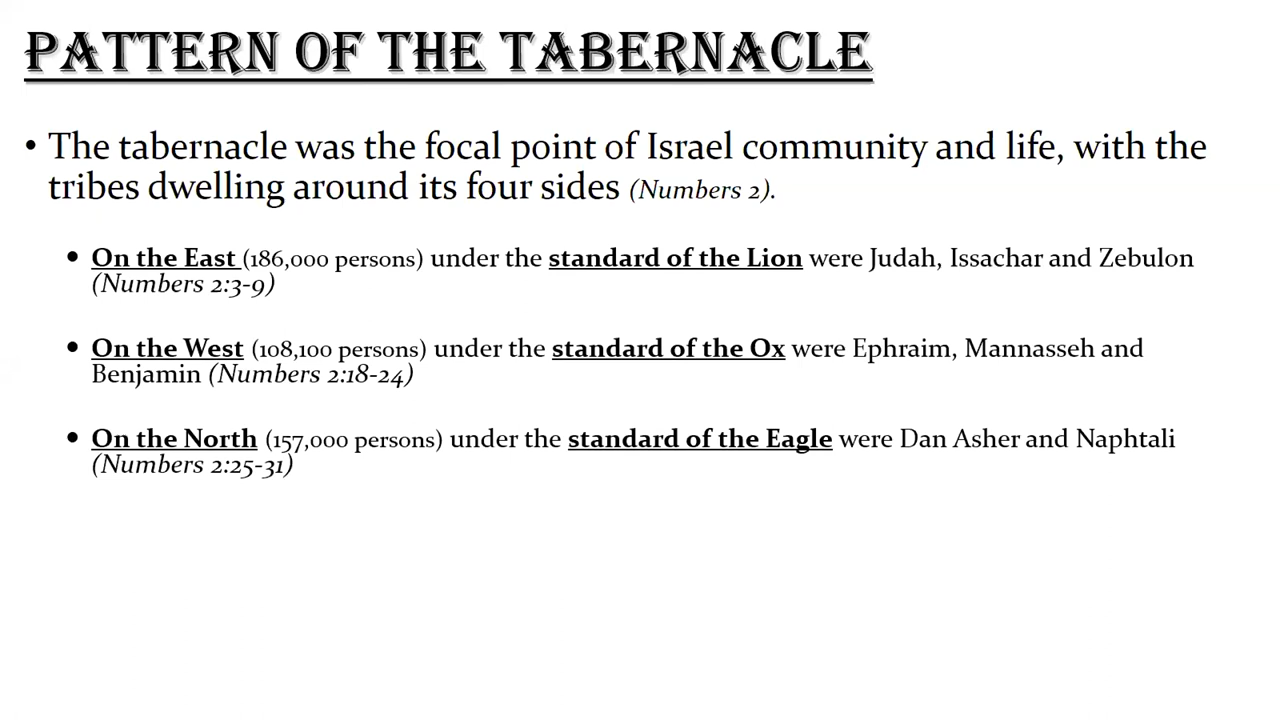 PATTERN OF THE TABERNACLE
• The tabernacle was the focal point of Israel community and life, with the
tribes dwelling around its four sides (Numbers 2).
• On the East (186,000 persons) under the standard of the Lion were Judah, Issachar and Zebulon
(Numbers 2:3-9)
• On the West (108,100 persons) under the standard of the Ox were Ephraim, Mannasseh and
Benjamin (Numbers 2:18-24)
• On the North (157,000 persons) under the standard of the Eagle were Dan Asher and Naphtali
(Numbers 2:25-31)